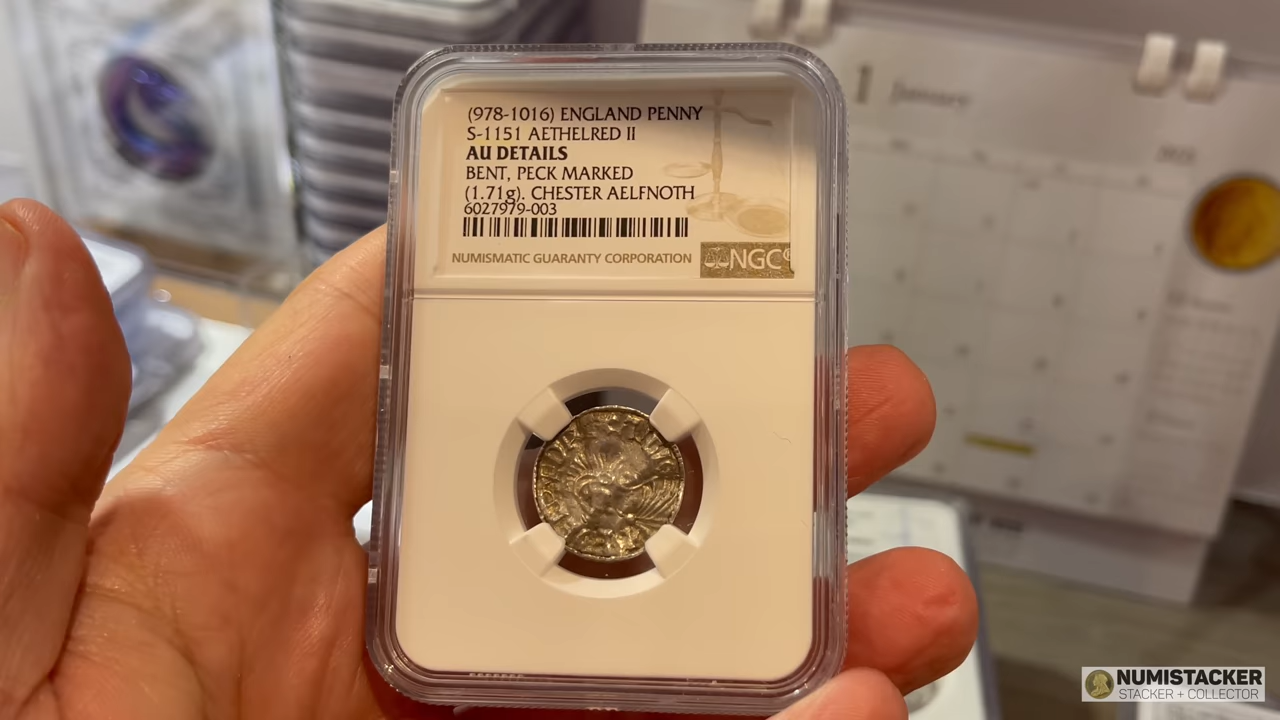 (978-1016) ENGLAND PENNY
S-1151 AETHELRED II
AU DETAILS
BENT, PECK MARKED
(1.71g). CHESTER AELFNOTH
6027979-003
NUMISMATIC GUARANTY CORPORATION
NGC
1 January
NUMISTACKER
STACKER + COLLECTOR